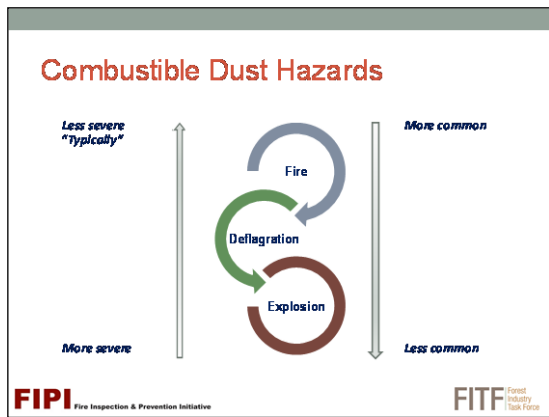 Combustible Dust Hazards
Less severe
"Typically"
More common
Fire
Deflagration
Explosion
More severe
Less common
FIPI Fire Inspection & Prevention Initiative
FITF Forest
Industry
Task Force